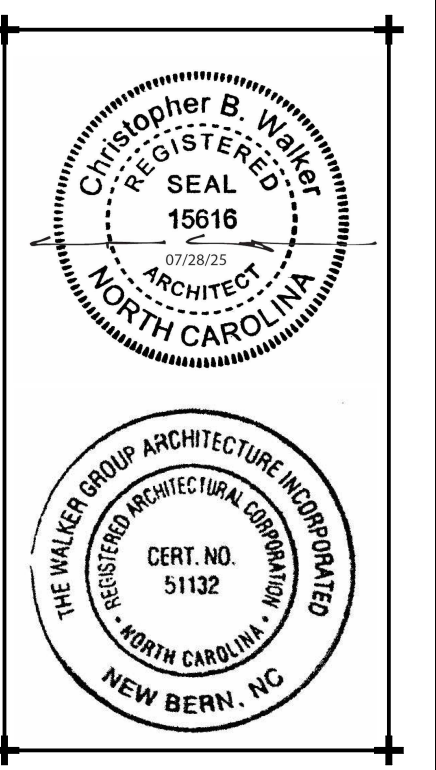 Christopher B. Walker
REGISTERED
SEAL
15616
07/28/25
ARCHITECT
NORTH CAROLINA
THE WALKER GROUP ARCHITECTURE INCORPORATED
REGISTERED ARCHITECTURAL CORPORATION
CERT. NO.
51132
• NORTH CAROLINA •
NEW BERN, NC